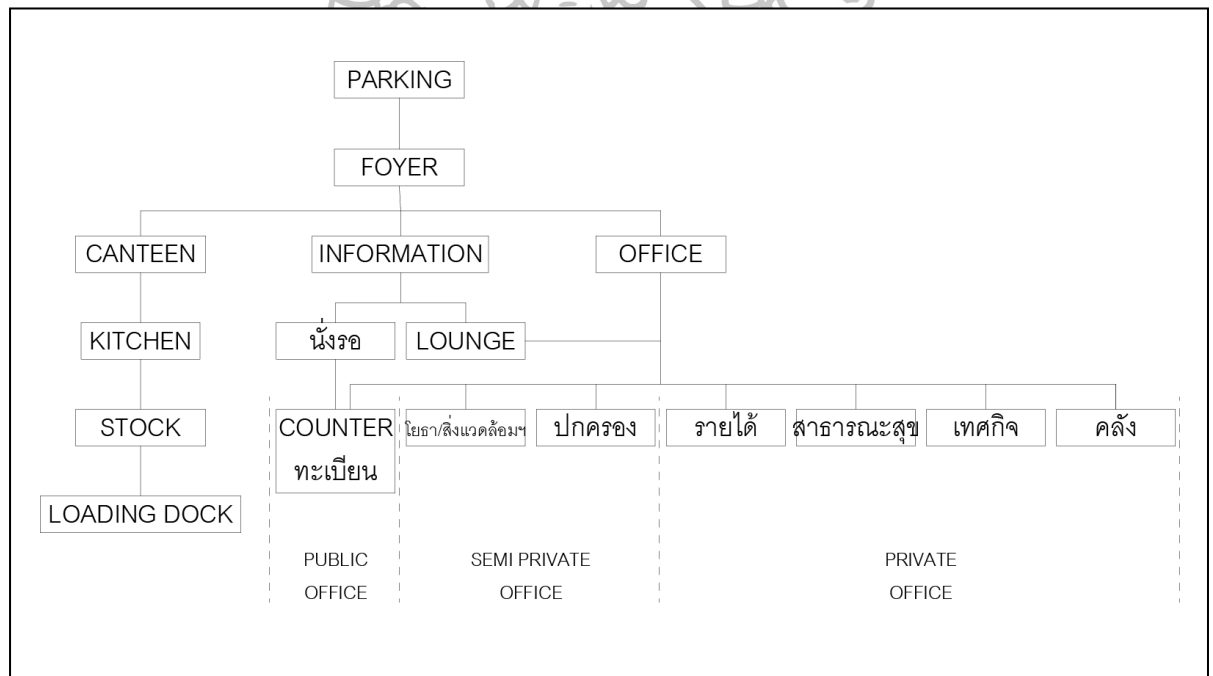 PARKING
FOYER
CANTEEN
INFORMATION
OFFICE
KITCHEN
นั่งรอ
LOUNGE
STOCK
COUNTER
ทะเบียน
โยธา/สิ่งแวดล้อมฯ
ปกครอง
รายได้
สาธารณะสุข
เทศกิจ
คลัง
LOADING DOCK
PUBLIC
OFFICE
SEMI PRIVATE
OFFICE
PRIVATE
OFFICE